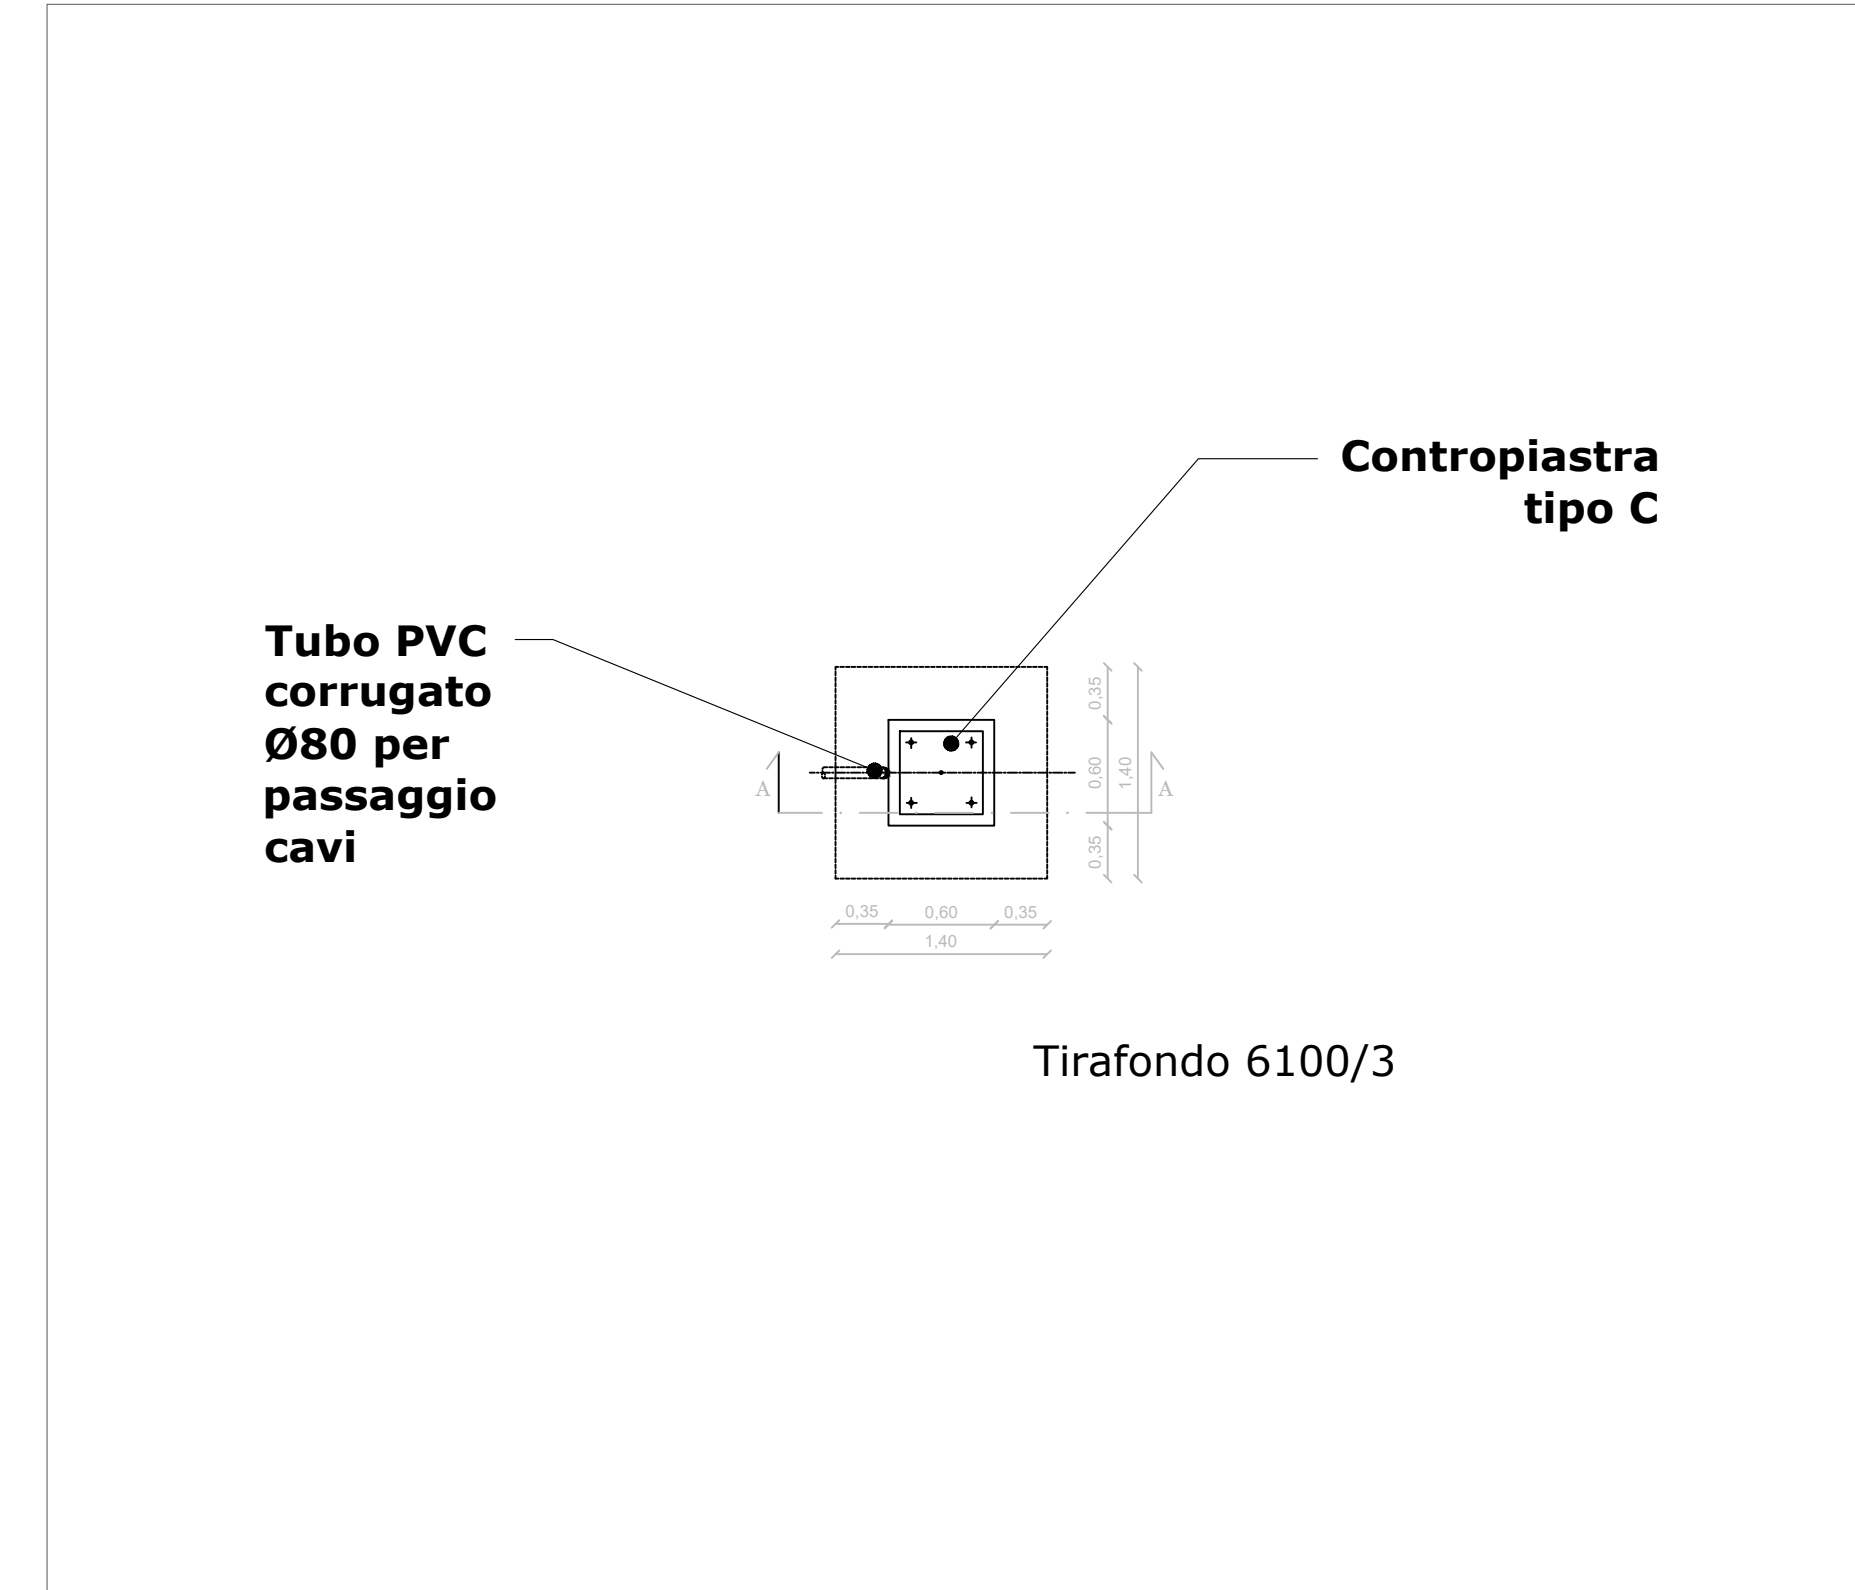 Contropiastra
tipo C
Tubo PVC
corrugato
Ø80 per
passaggio
cavi
A
A
0,35
0,60
0,35
1,40
0,35
0,60
0,35
1,40
Tirafondo 6100/3